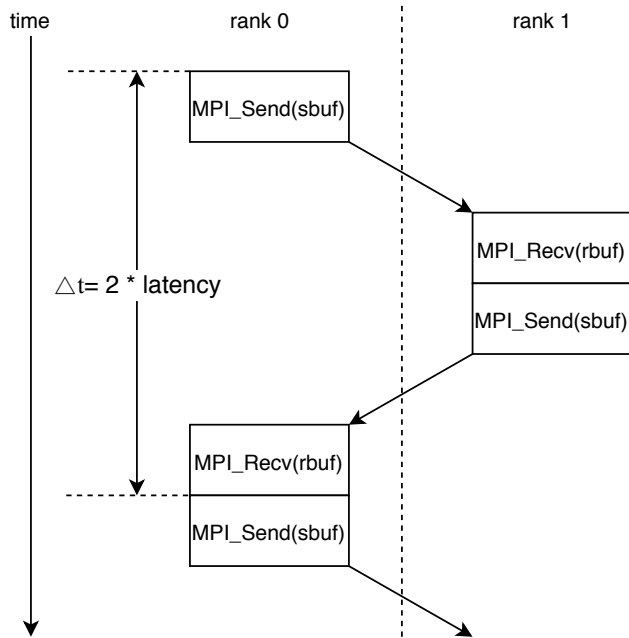 time
rank 0
rank 1
MPI_Send(sbuf)
MPI_Recv(rbuf)
△t= 2 * latency
MPI_Send(sbuf)
MPI_Recv(rbuf)
MPI_Send(sbuf)